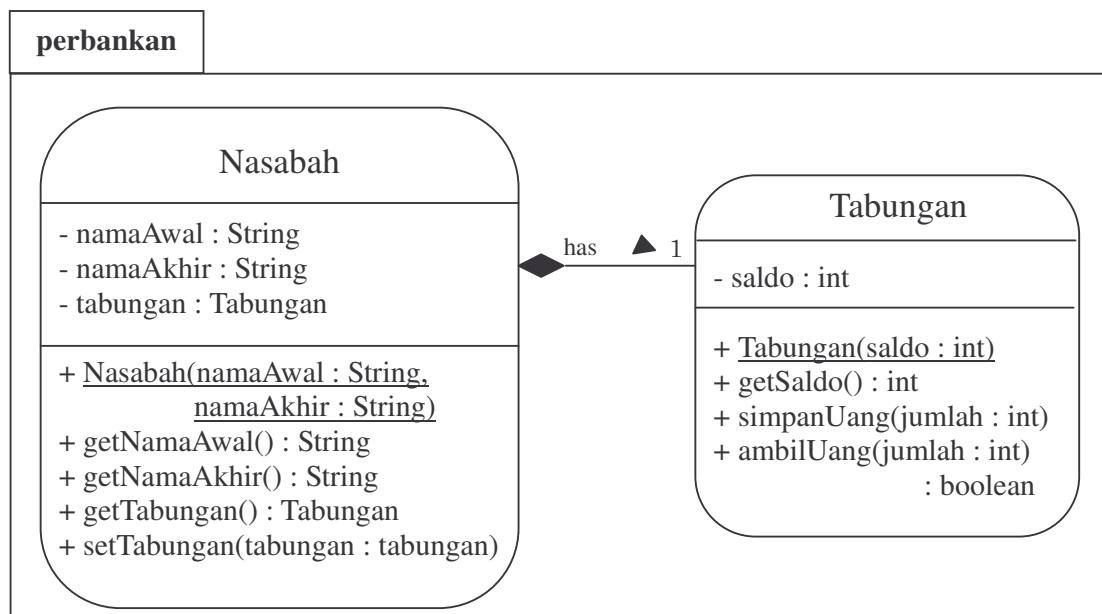 perbankan
Nasabah
- namaAwal : String
- namaAkhir : String
- tabungan : Tabungan
+ Nasabah(namaAwal : String,
namaAkhir : String)
+ getNamaAwal() : String
+ getNamaAkhir() : String
+ getTabungan() : Tabungan
+ setTabungan(tabungan : tabungan)
has
1
Tabungan
- saldo : int
+ Tabungan(saldo : int)
+ getSaldo() : int
+ simpanUang(jumlah : int)
+ ambilUang(jumlah : int)
: boolean